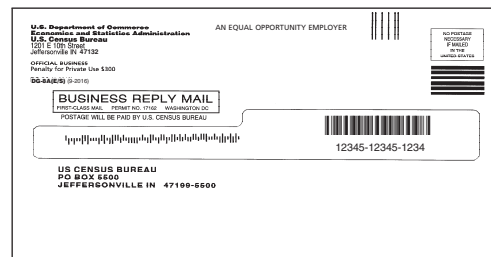 U.S. Department of Commerce
Economics and Statistics Administration
U.S. Census Bureau
1201 E 10th Street
Jeffersonville IN 47132
OFFICIAL BUSINESS
Penalty for Private Use $300
DG-8A(E/S) (9-2016)
AN EQUAL OPPORTUNITY EMPLOYER
NO POSTAGE
NECESSARY
IF MAILED
IN THE
UNITED STATES
BUSINESS REPLY MAIL
FIRST-CLASS MAIL PERMIT NO. 17162 WASHINGTON DC
POSTAGE WILL BE PAID BY U.S. CENSUS BUREAU
12345-12345-1234
US CENSUS BUREAU
PO BOX 5500
JEFFERSONVILLE IN 47199-5500